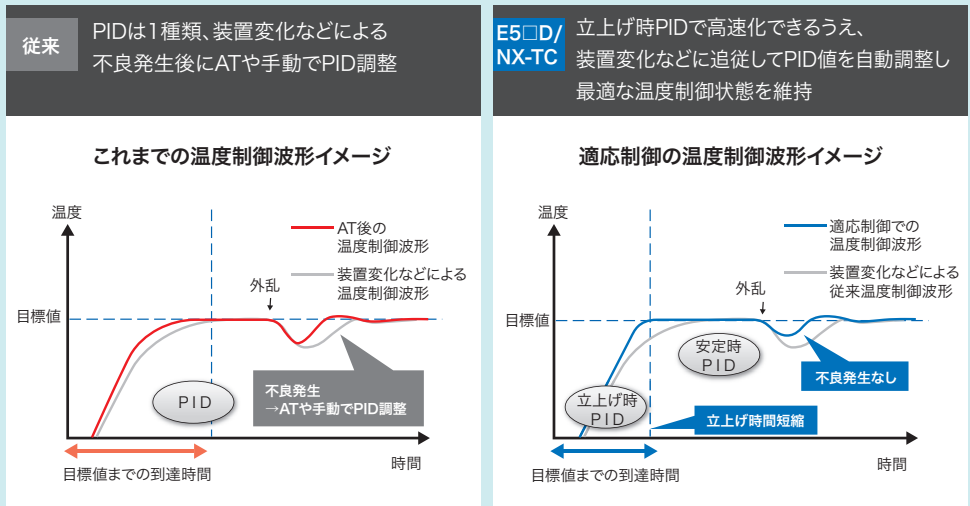 従来
PIDは1種類、装置変化などによる
不良発生後にATや手動でPID調整
これまでの温度制御波形イメージ
温度
AT後の
温度制御波形
装置変化などによる
温度制御波形
外乱
目標値
PID
不良発生
→ATや手動でPID調整
時間
目標値までの到達時間
E5□D/
NX-TC
立上げ時PIDで高速化できるうえ、
装置変化などに追従してPID値を自動調整し
最適な温度制御状態を維持
適応制御の温度制御波形イメージ
温度
適応制御での
温度制御波形
装置変化などによる
従来温度制御波形
外乱
目標値
安定時
PID
不良発生なし
立上げ時
PID
立上げ時間短縮
時間
目標値までの到達時間